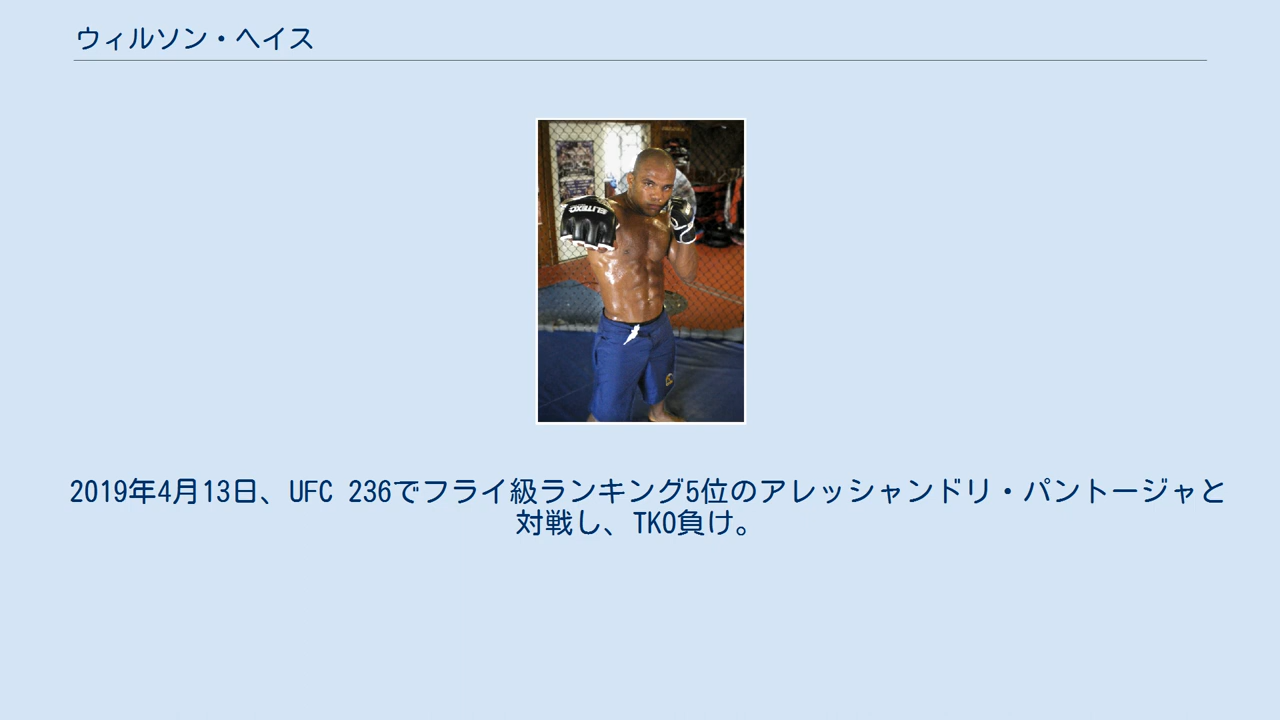 ウィルソン・ヘイス
2019年4月13日、UFC 236でフライ級ランキング5位のアレッシャンドリ・パントージャと
対戦し、TKO負け。